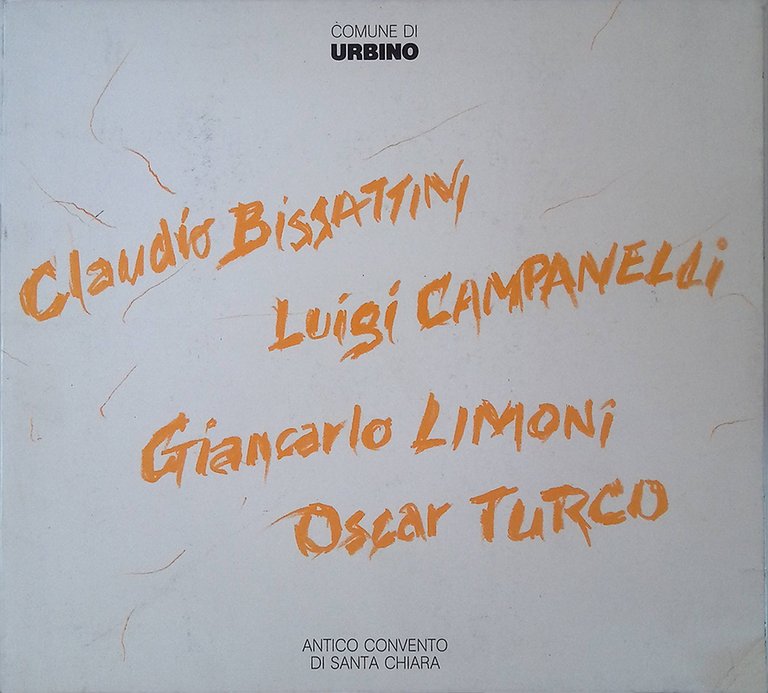 COMUNE DI
URBINO
Claudio BissATTINi
Luigi CAMPANELLi
Giancarlo LIMONi
Oscar TURCO
ANTICO CONVENTO
DI SANTA CHIARA